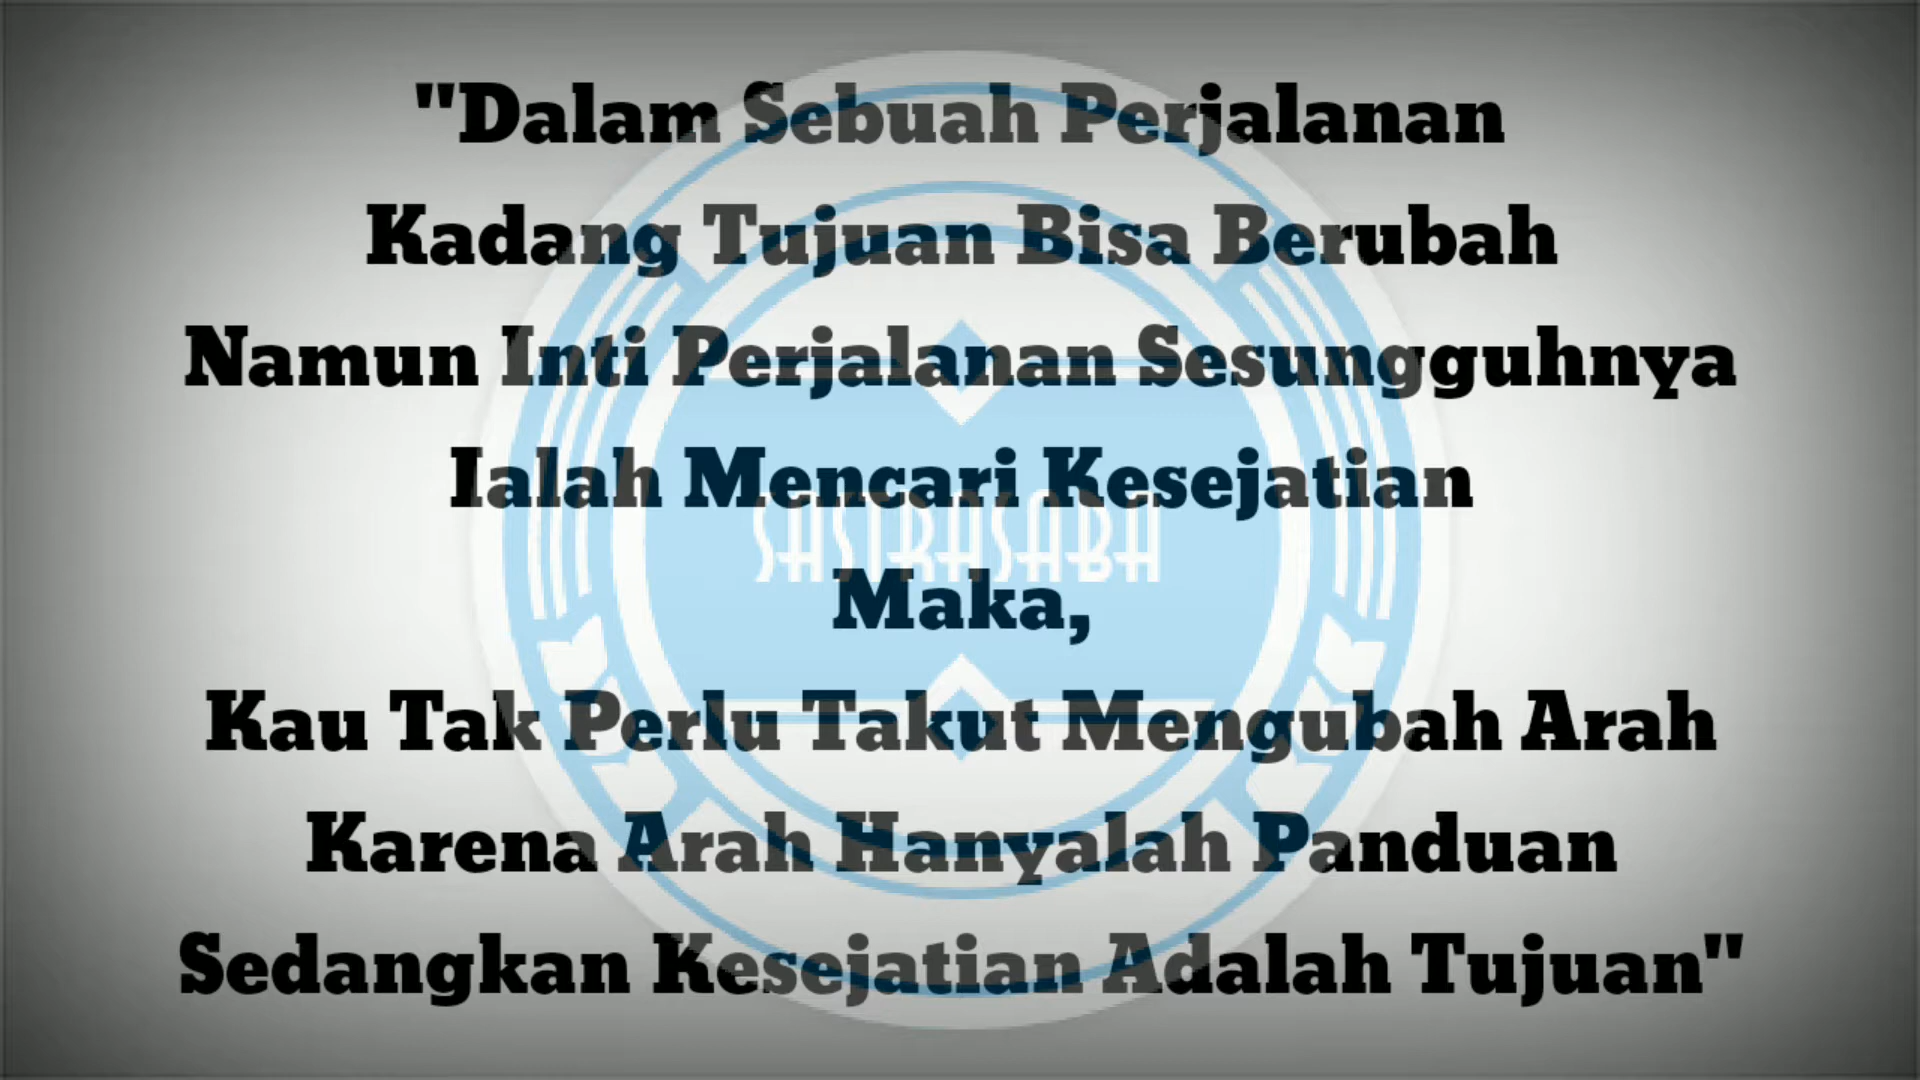 "Dalam Sebuah Perjalanan
Kadang Tujuan Bisa Berubah
Namun Inti Perjalanan Sesungguhnya
Ialah Mencari Kesejatian
SASTRASABA
Maka,
Kau Tak Perlu Takut Mengubah Arah
Karena Arah Hanyalah Panduan
Sedangkan Kesejatian Adalah Tujuan"